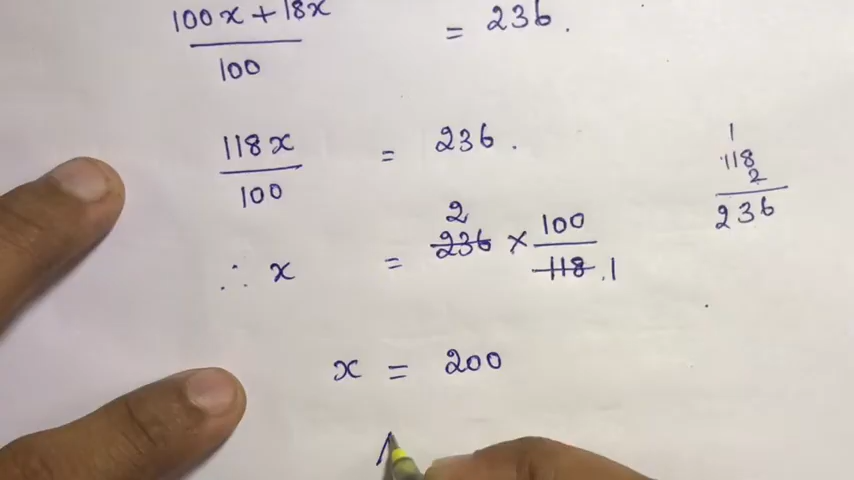 100x + 18x
100 = 236.
118x
100 = 236.
1
118
2
236
2
∴ x = 236 × 100
118 .1
x = 200